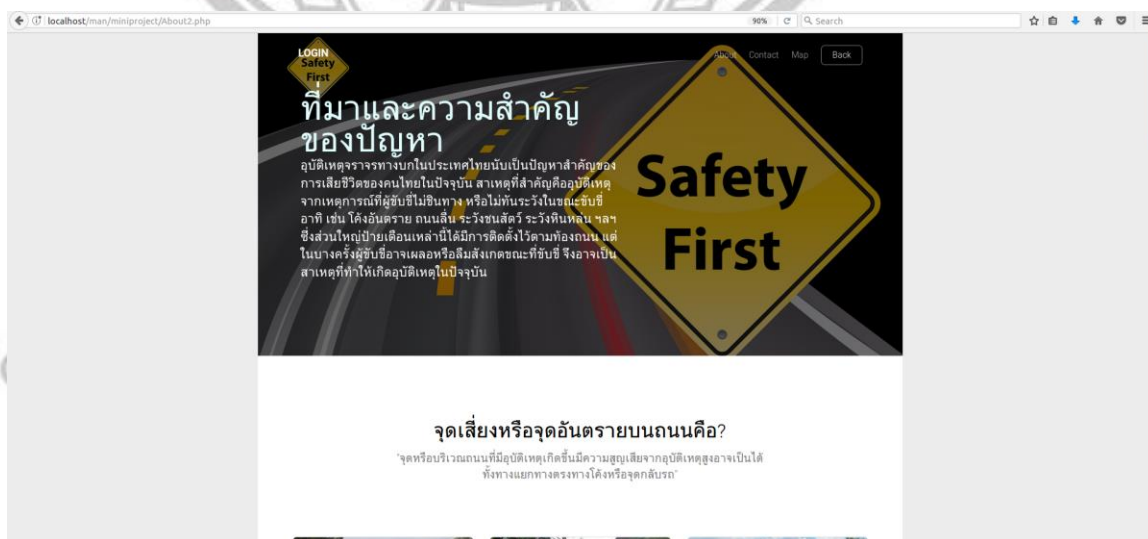 localhost/man/miniproject/About2.php
90%
Search
LOGIN
Safety
First
About Contact Map Back
ที่มาและความสำคัญ
ของปัญหา
อุบัติเหตุจราจรทางบกในประเทศไทยนับเป็นปัญหาสำคัญของ
การเสียชีวิตของคนไทยในปัจจุบัน สาเหตุที่สำคัญคืออุบัติเหตุ
จากเหตุการณ์ที่ผู้ขับขี่ไม่ชินทาง หรือไม่ทันระวังในขณะขับขี่
อาทิ เช่น โค้งอันตราย ถนนลื่น ระวังชนสัตว์ ระวังหินหล่น ฯลฯ
ซึ่งส่วนใหญ่ป้ายเตือนเหล่านี้ได้มีการติดตั้งไว้ตามท้องถนน แต่
ในบางครั้งผู้ขับขี่อาจเผลอหรือลืมสังเกตขณะที่ขับขี่ จึงอาจเป็น
สาเหตุที่ทำให้เกิดอุบัติเหตุในปัจจุบัน
Safety
First
จุดเสี่ยงหรือจุดอันตรายบนถนนคือ?
"จุดหรือบริเวณถนนที่มีอุบัติเหตุเกิดขึ้นมีความสูญเสียจากอุบัติเหตุสูงอาจเป็นได้
ทั้งทางแยกทางตรงทางโค้งหรือจุดกลับรถ"